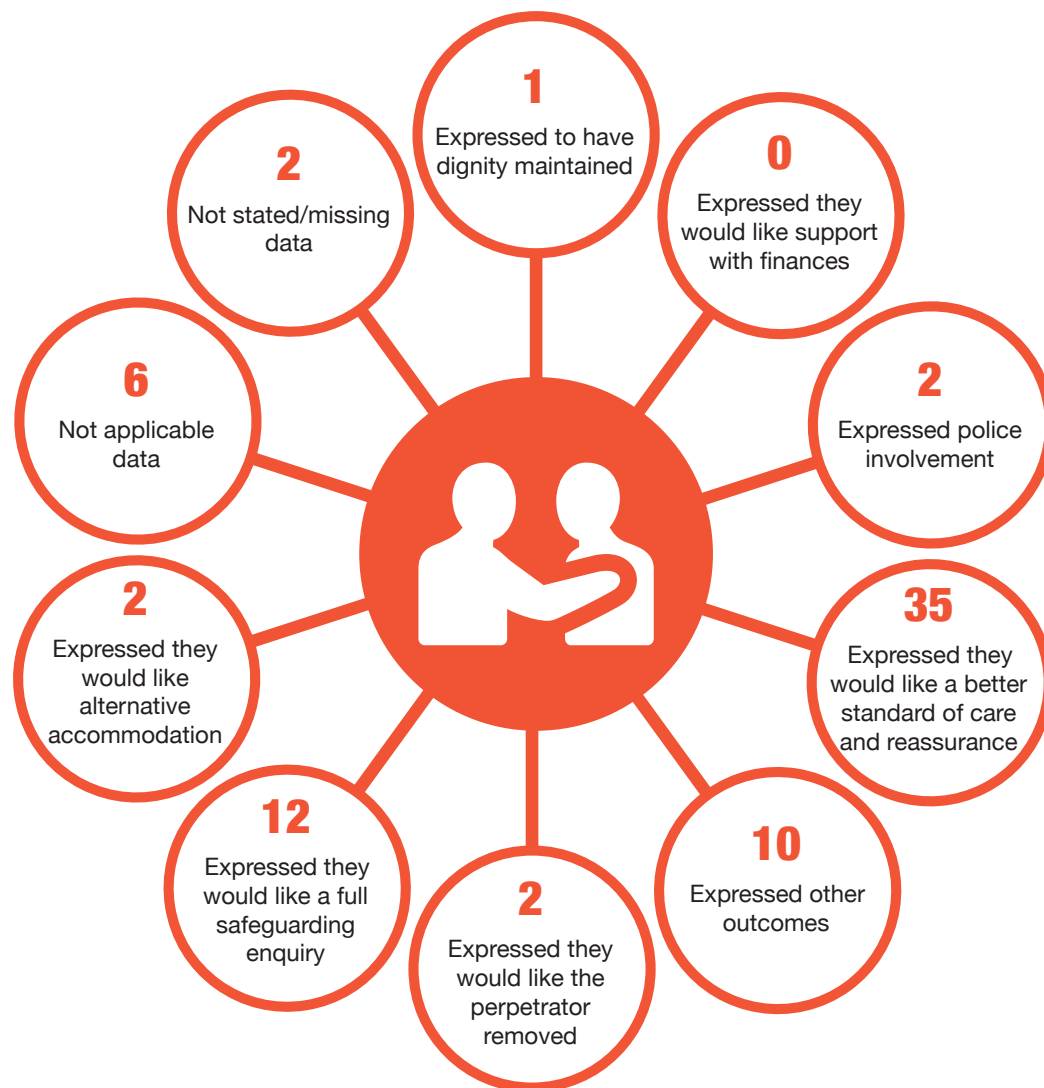 1
Expressed to have
dignity maintained
0
Expressed they
would like support
with finances
2
Expressed police
involvement
35
Expressed they
would like a better
standard of care
and reassurance
10
Expressed other
outcomes
2
Expressed they
would like the
perpetrator
removed
12
Expressed they
would like a full
safeguarding
enquiry
2
Expressed they
would like
alternative
accommodation
6
Not applicable
data
2
Not stated/missing
data